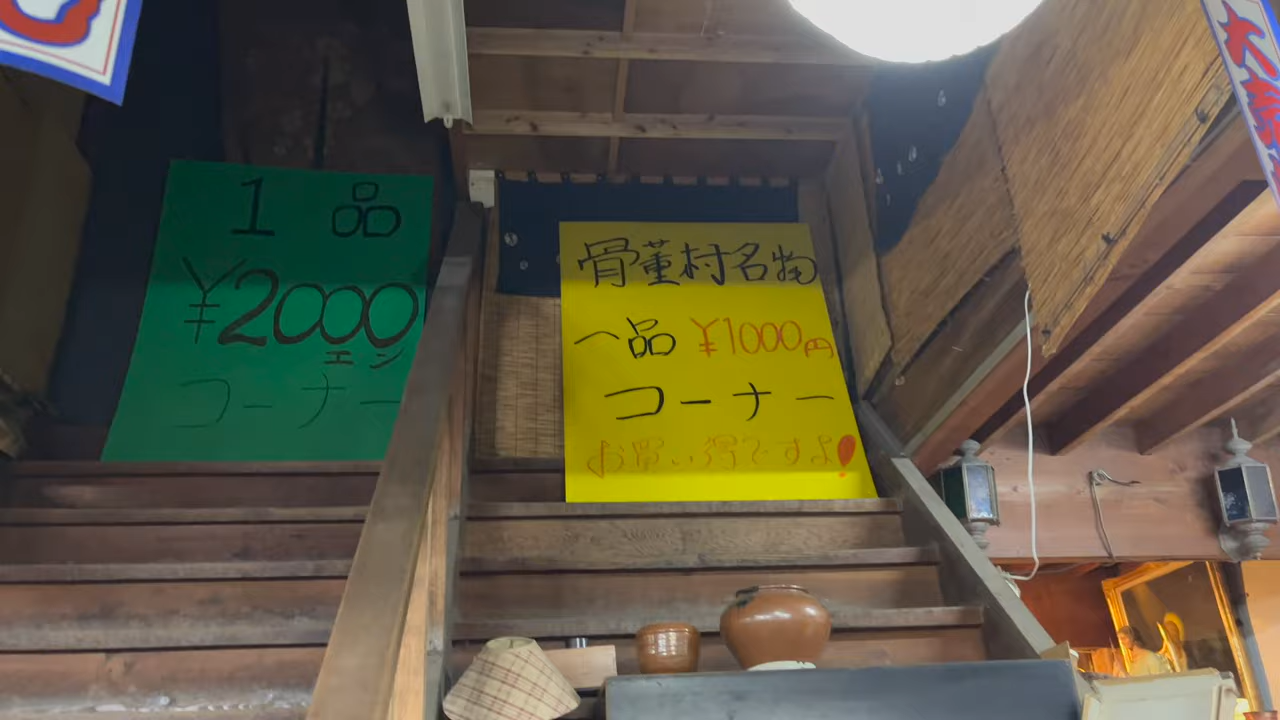 1 品
¥2000
エン
コーナー
骨董村名物
一品 ¥1000円
コーナー
お買い得ですよ!
大